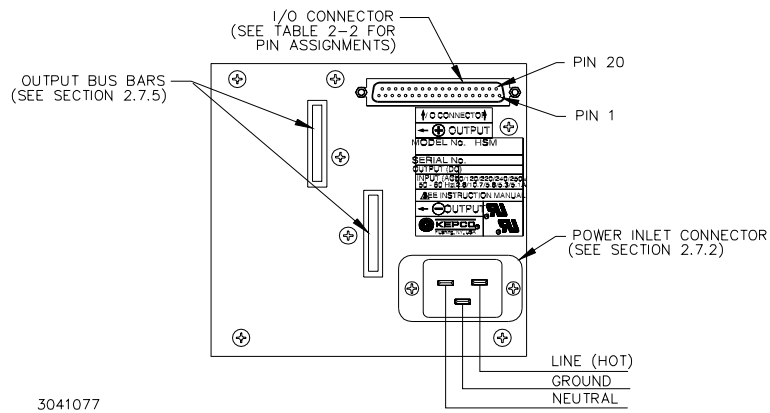 I/O CONNECTOR
(SEE TABLE 2-2 FOR
PIN ASSIGNMENTS)
PIN 20
OUTPUT BUS BARS
(SEE SECTION 2.7.5)
PIN 1
I/O CONNECTOR
OUTPUT
MODEL No. HSM
SERIAL No.
OUTPUT (DC)
INPUT (AC)
SEE INSTRUCTION MANUAL
OUTPUT
KEPCO
POWER INLET CONNECTOR
(SEE SECTION 2.7.2)
LINE (HOT)
GROUND
NEUTRAL
3041077